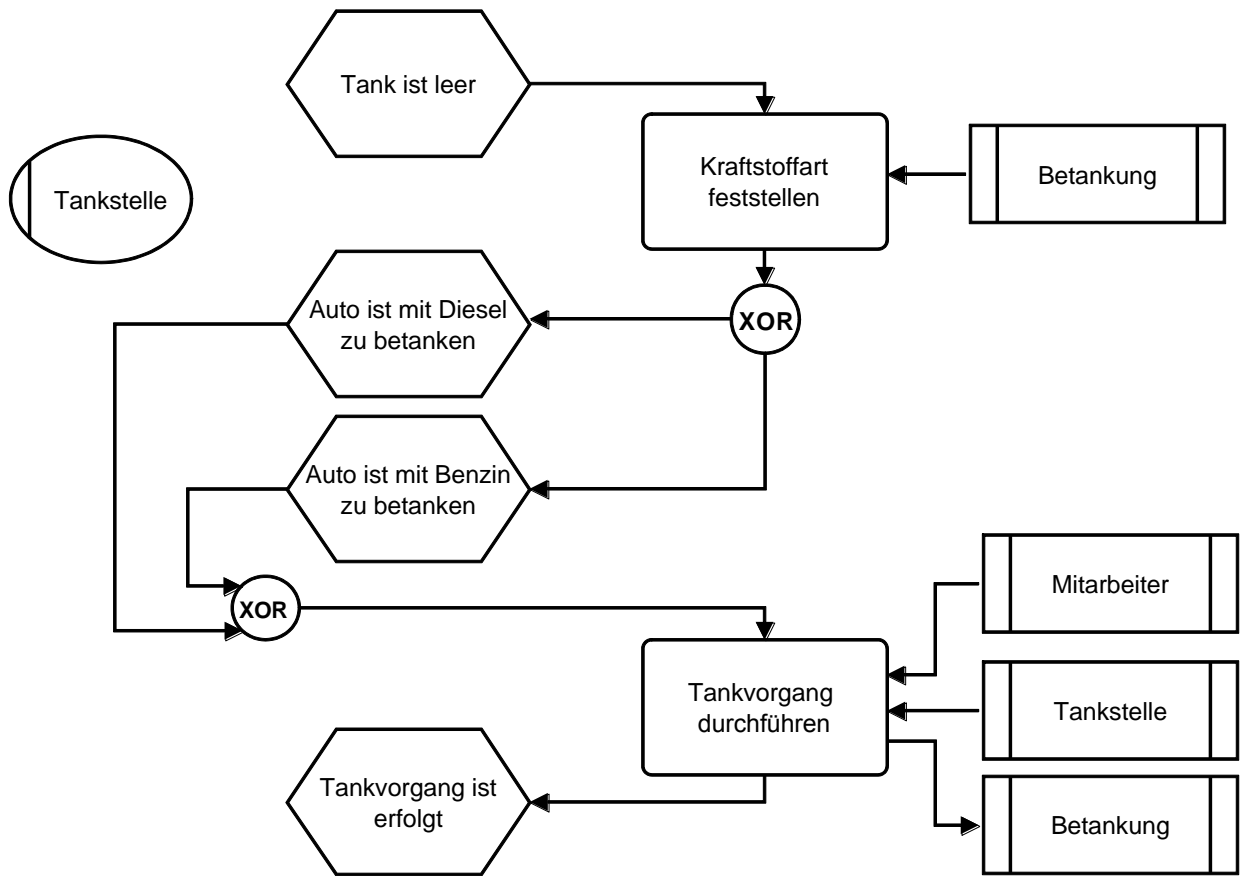 Tank ist leer
Kraftstoffart
feststellen
Betankung
Tankstelle
Auto ist mit Diesel
zu betanken
XOR
Auto ist mit Benzin
zu betanken
XOR
Mitarbeiter
Tankvorgang
durchführen
Tankstelle
Tankvorgang ist
erfolgt
Betankung